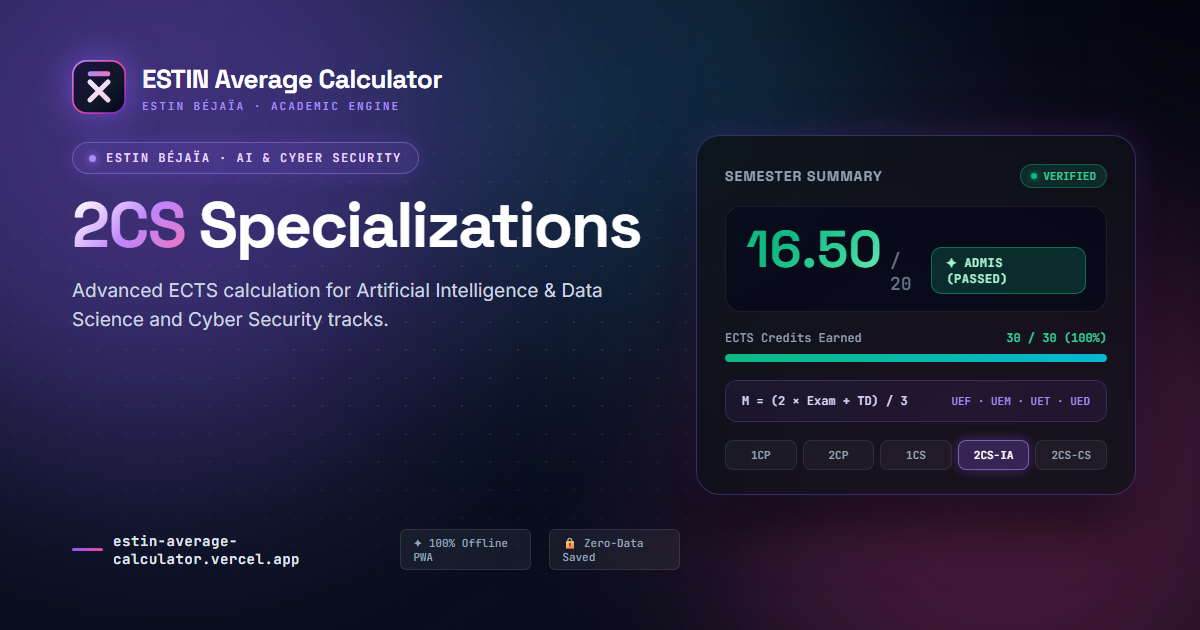 ESTIN Average Calculator
ESTIN BÉJAÏA · ACADEMIC ENGINE
ESTIN BÉJAÏA · AI & CYBER SECURITY
2CS Specializations
Advanced ECTS calculation for Artificial Intelligence & Data
Science and Cyber Security tracks.
estin-average-
calculator.vercel.app
✦ 100% Offline
PWA
🔒 Zero-Data
Saved
SEMESTER SUMMARY
VERIFIED
16.50
/
20
✦ ADMIS
(PASSED)
ECTS Credits Earned
30 / 30 (100%)
M = (2 × Exam + TD) / 3
UEF · UEM · UET · UED
1CP
2CP
1CS
2CS-IA
2CS-CS